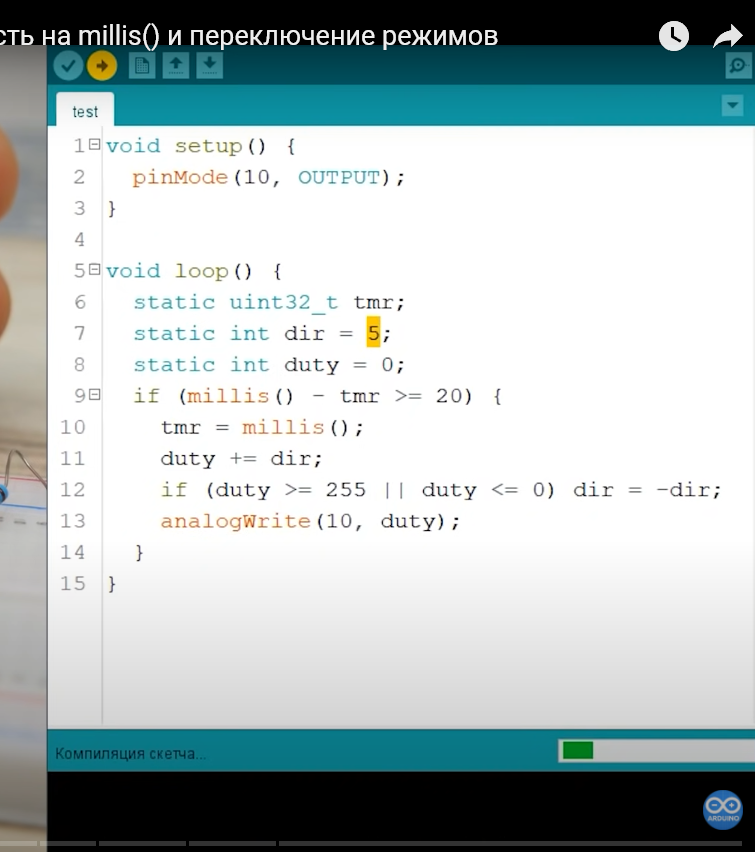 на millis() и переключение режимов
test
1 void setup() {
2 pinMode(10, OUTPUT);
3 }
4
5 void loop() {
6 static uint32_t tmr;
7 static int dir = 5;
8 static int duty = 0;
9 if (millis() - tmr >= 20) {
10 tmr = millis();
11 duty += dir;
12 if (duty >= 255 || duty <= 0) dir = -dir;
13 analogWrite(10, duty);
14 }
15 }
Компиляция скетча...
ARDUINO